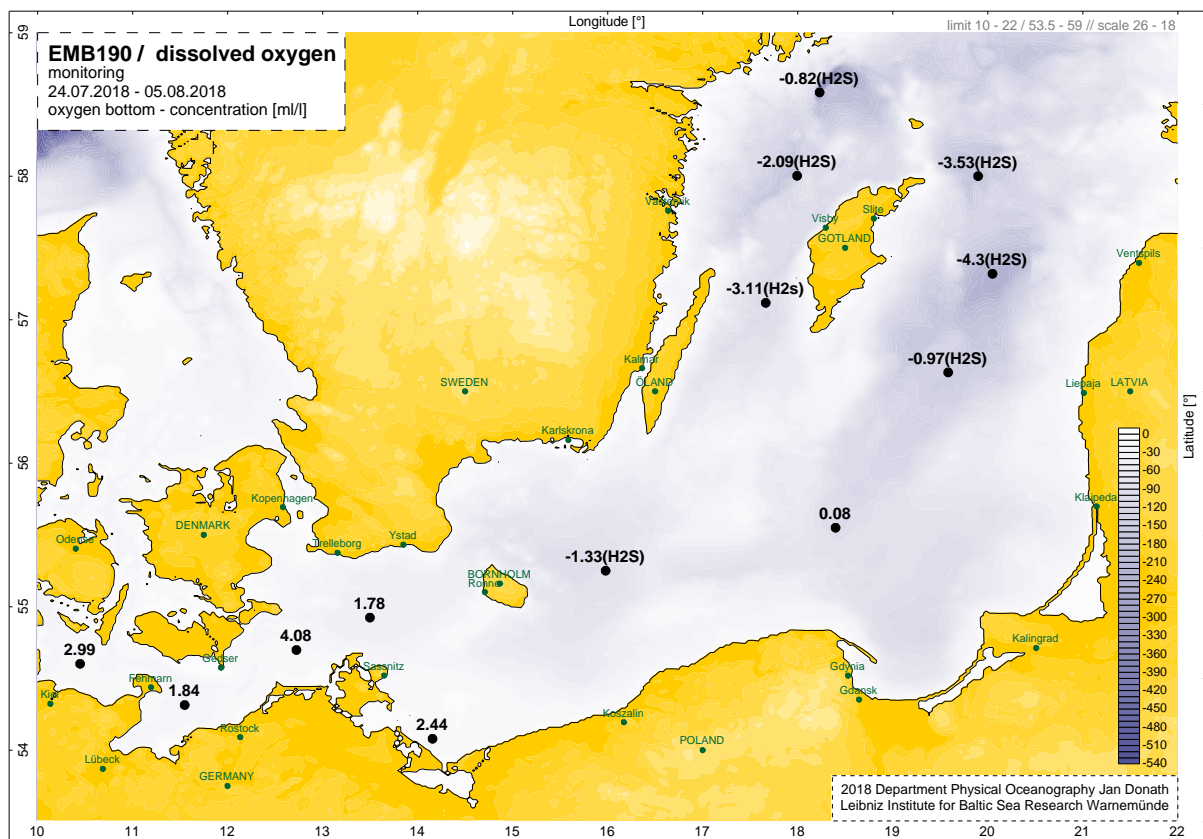 Longitude [°]
limit 10 - 22 / 53.5 - 59 // scale 26 - 18
EMB190 / dissolved oxygen
monitoring
24.07.2018 - 05.08.2018
oxygen bottom - concentration [ml/l]
59
58
57
56
55
54
-0.82(H2S)
-2.09(H2S)
-3.53(H2S)
Västervik
Visby
Slite
GOTLAND
-4.3(H2S)
Ventspils
-3.11(H2s)
Kalmar
-0.97(H2S)
SWEDEN
ÖLAND
Liepaja
LATVIA
Latitude [°]
Karlskrona
Kopenhagen
Klaipeda
DENMARK
0.08
Odense
Trelleborg
Ystad
-1.33(H2S)
BORNHOLM
Ronne
1.78
4.08
2.99
Gedser
Sassnitz
Kalingrad
Fehmarn
Gdynia
Kiel
1.84
Gdansk
Koszalin
2.44
Rostock
POLAND
Lübeck
GERMANY
0
-30
-60
-90
-120
-150
-180
-210
-240
-270
-300
-330
-360
-390
-420
-450
-480
-510
-540
2018 Department Physical Oceanography Jan Donath
Leibniz Institute for Baltic Sea Research Warnemünde
10 11 12 13 14 15 16 17 18 19 20 21 22